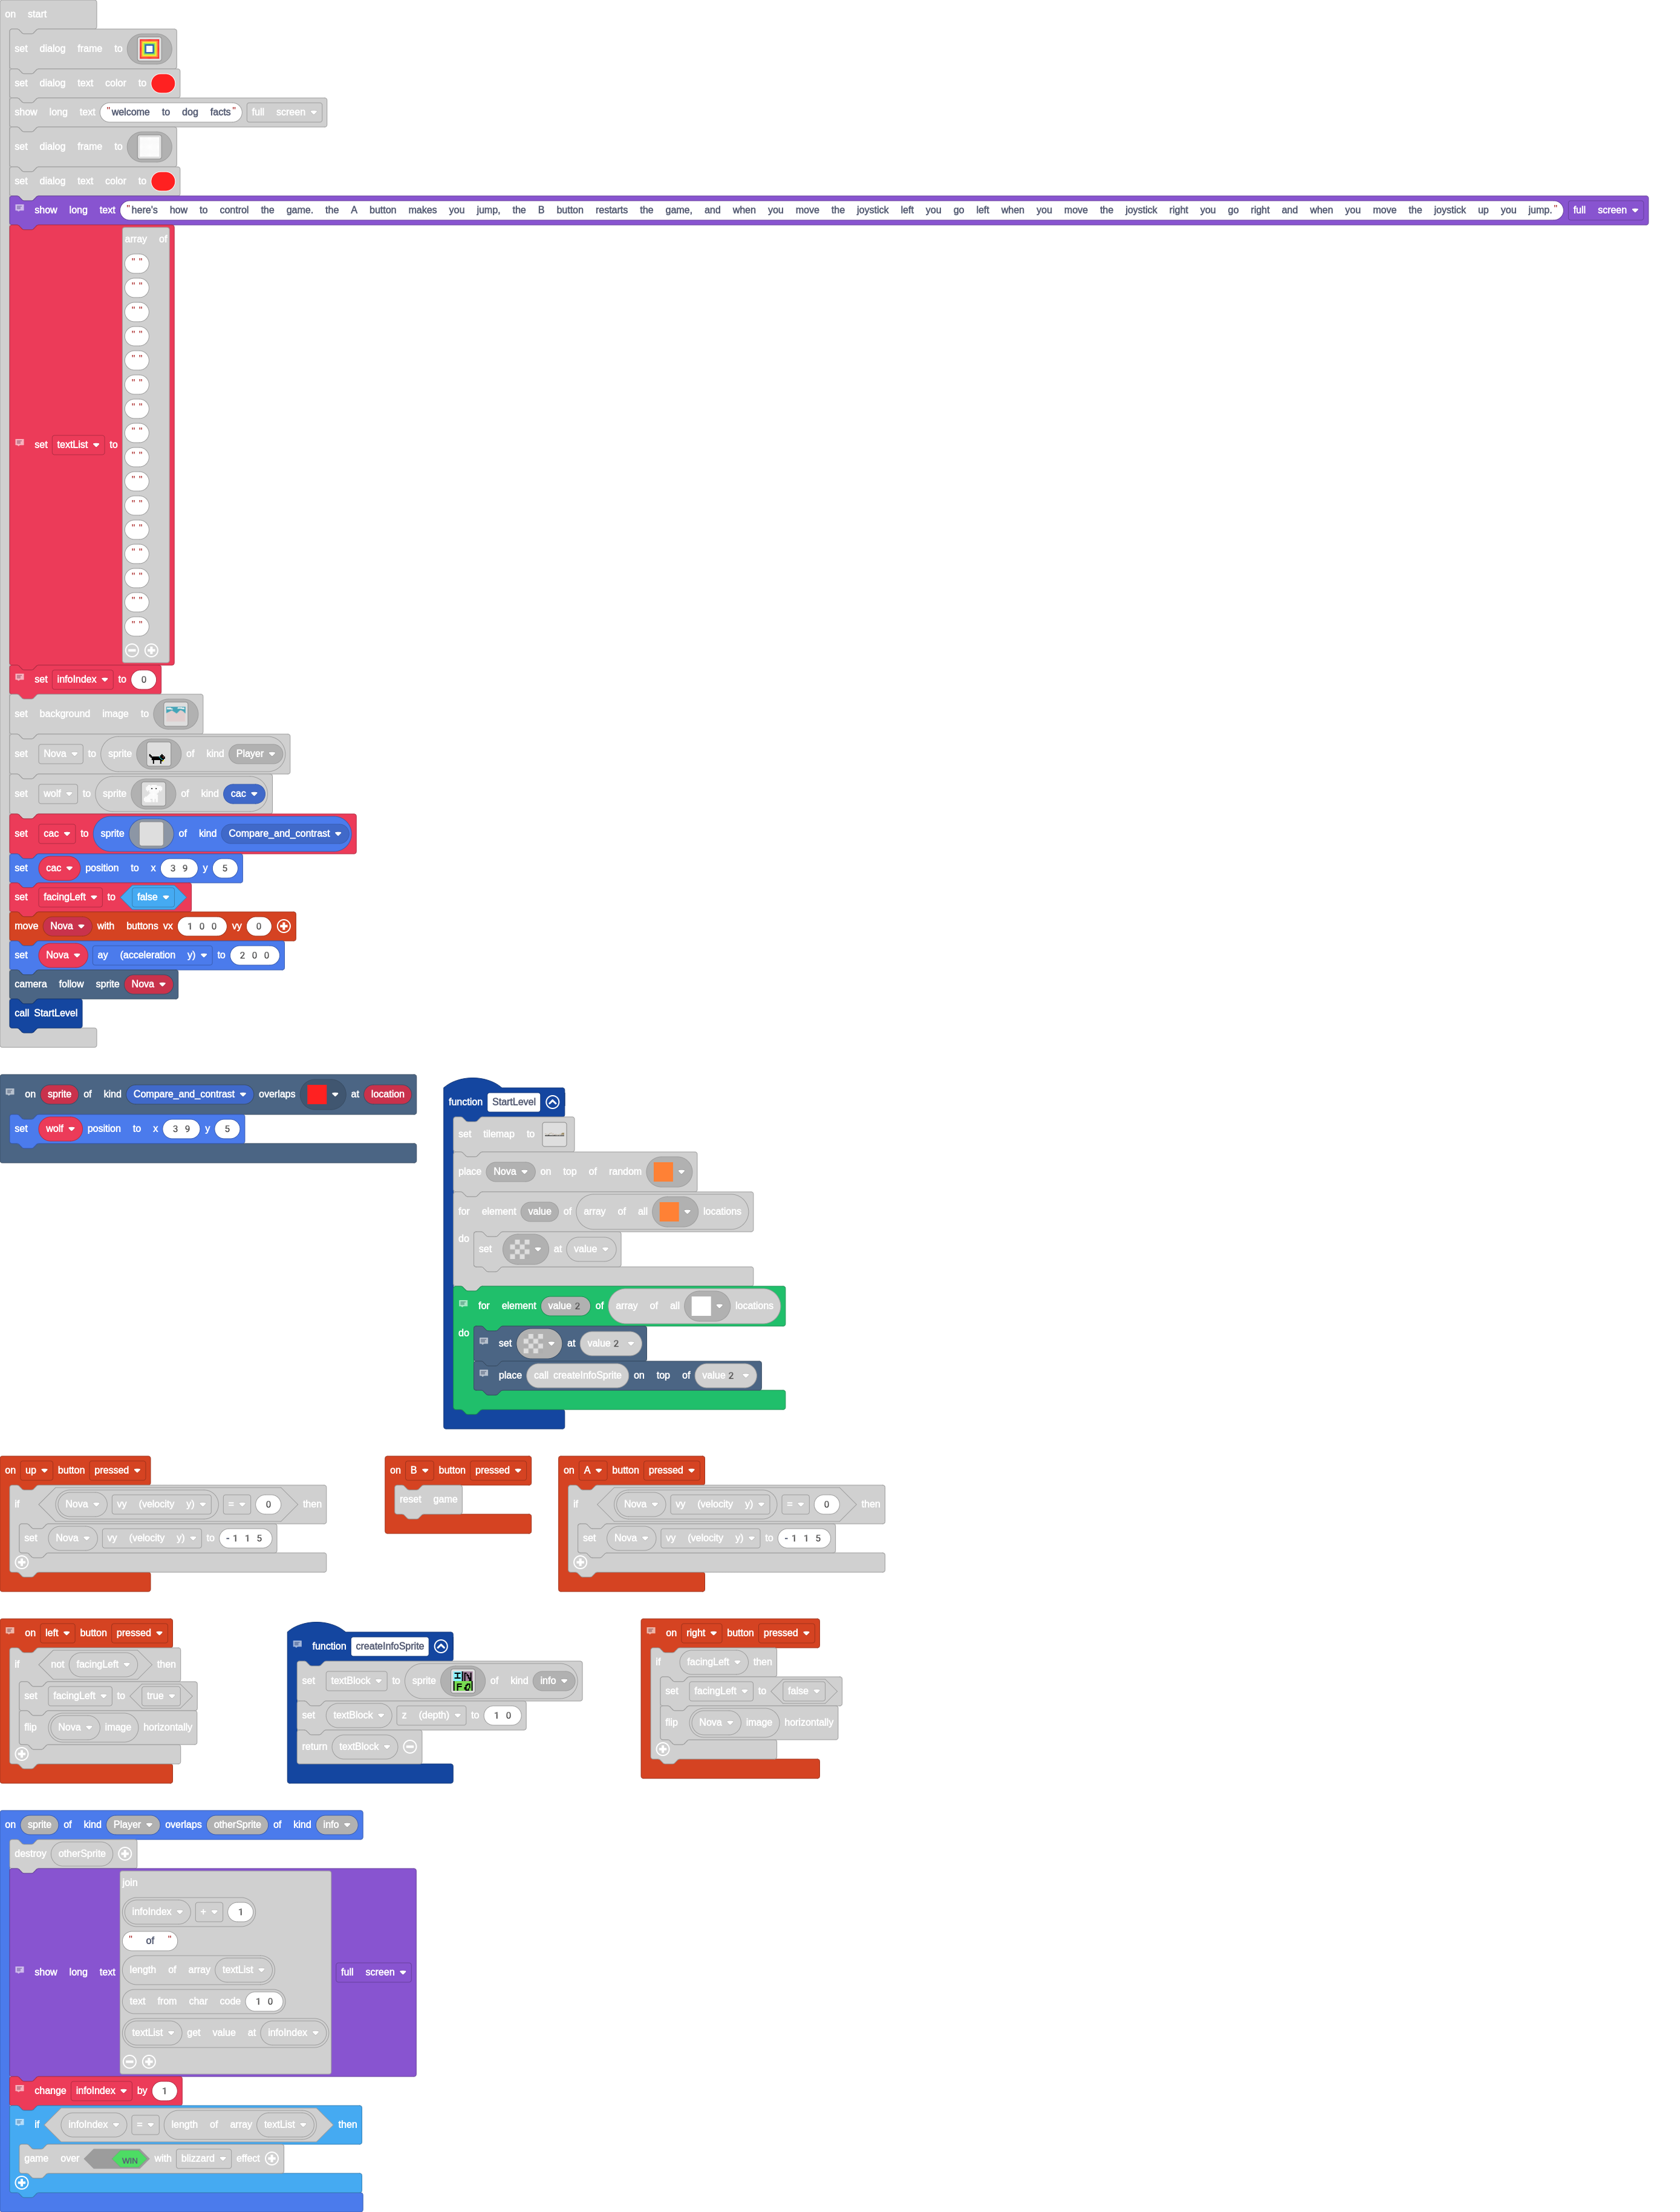 on start
set dialog frame to
set dialog text color to
show long text "welcome to dog facts" full screen
set dialog frame to
set dialog text color to
show long text "here's how to control the game. the A button makes you jump, the B button restarts the game, and when you move the joystick left you go left when you move the joystick right you go right and when you move the joystick up you jump." full screen
array of
" "
" "
" "
" "
" "
" "
" "
" "
set textList to
" "
" "
" "
" "
" "
" "
" "
" "
set infoIndex to 0
set background image to
set Nova to sprite of kind Player
set wolf to sprite of kind cac
set cac to sprite of kind Compare_and_contrast
set cac position to x 39 y 5
set facingLeft to false
move Nova with buttons vx 100 vy 0
set Nova ay (acceleration y) to 200
camera follow sprite Nova
call StartLevel
on sprite of kind Compare_and_contrast overlaps at location
set wolf position to x 39 y 5
function StartLevel
set tilemap to
place Nova on top of random
for element value of array of all locations
do set at value
for element value2 of array of all locations
do set at value2
place call createInfoSprite on top of value2
on up button pressed
if Nova vy (velocity y) = 0 then
set Nova vy (velocity y) to -115
on B button pressed
reset game
on A button pressed
if Nova vy (velocity y) = 0 then
set Nova vy (velocity y) to -115
on left button pressed
if not facingLeft then
set facingLeft to true
flip Nova image horizontally
function createInfoSprite
set textBlock to sprite INFO of kind info
set textBlock z (depth) to 10
return textBlock
on right button pressed
if facingLeft then
set facingLeft to false
flip Nova image horizontally
on sprite of kind Player overlaps otherSprite of kind info
destroy otherSprite
join
infoIndex + 1
" of "
length of array textList
show long text full screen
text from char code 10
textList get value at infoIndex
change infoIndex by 1
if infoIndex = length of array textList then
game over WIN with blizzard effect